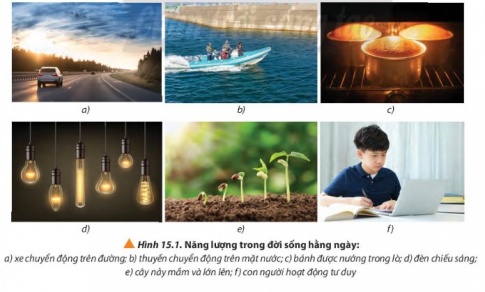 a)
b)
c)
d)
e)
f)
▲ Hình 15.1. Năng lượng trong đời sống hằng ngày:
a) xe chuyển động trên đường; b) thuyền chuyển động trên mặt nước; c) bánh được nướng trong lò; d) đèn chiếu sáng;
e) cây nảy mầm và lớn lên; f) con người hoạt động tư duy